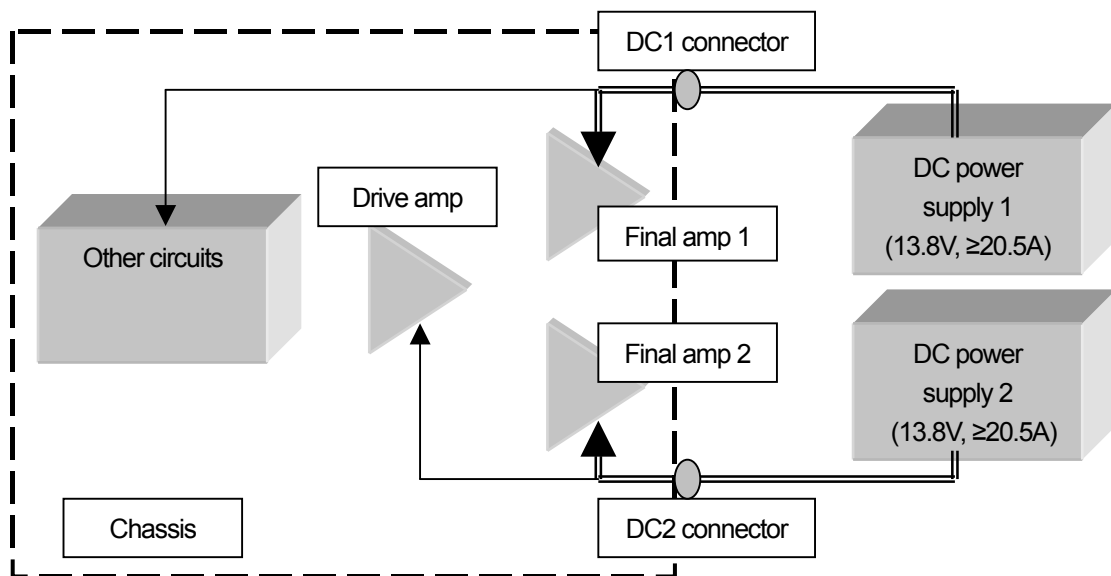 DC1 connector
DC power
supply 1
(13.8V, ≥20.5A)
Drive amp
Final amp 1
Other circuits
Final amp 2
DC power
supply 2
(13.8V, ≥20.5A)
Chassis
DC2 connector